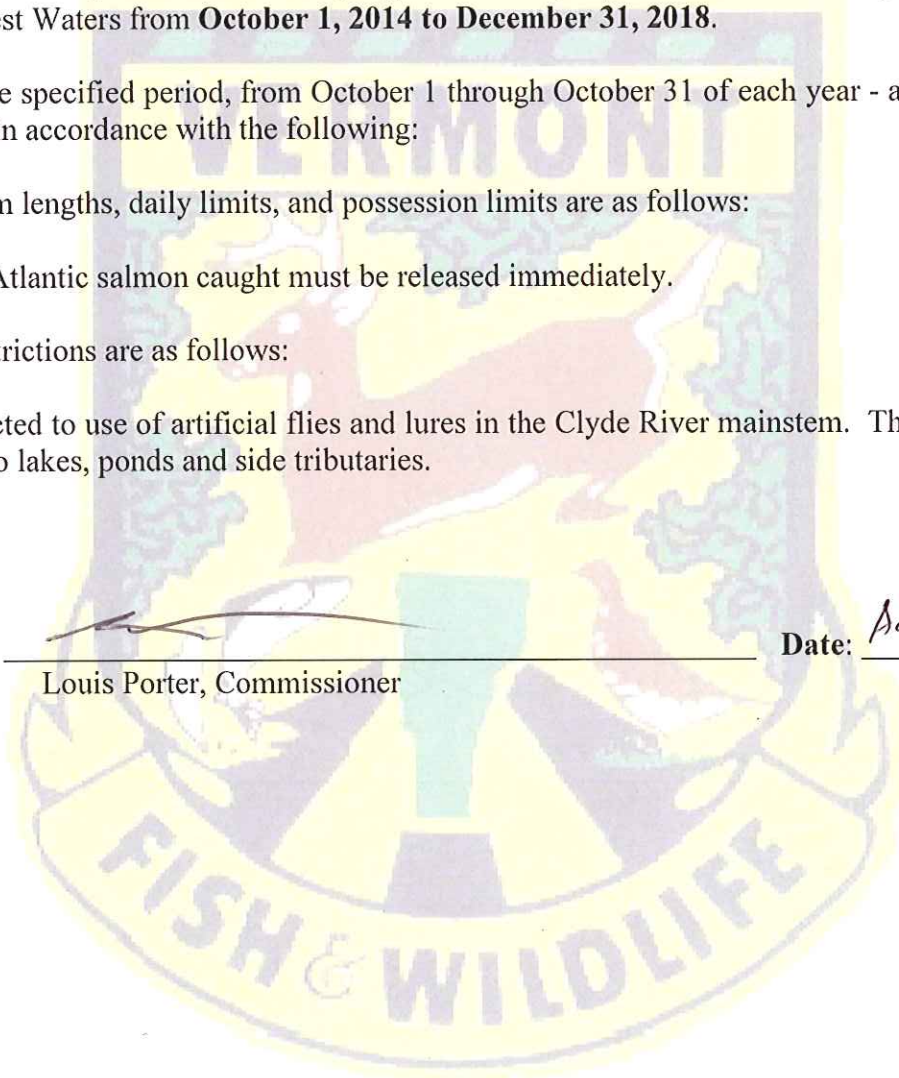 est Waters from October 1, 2014 to December 31, 2018.
e specified period, from October 1 through October 31 of each year - a
n accordance with the following:
m lengths, daily limits, and possession limits are as follows:
Atlantic salmon caught must be released immediately.
trictions are as follows:
cted to use of artificial flies and lures in the Clyde River mainstem. Th
o lakes, ponds and side tributaries.
Date:
Louis Porter, Commissioner
VERMONT
FISH & WILDLIFE